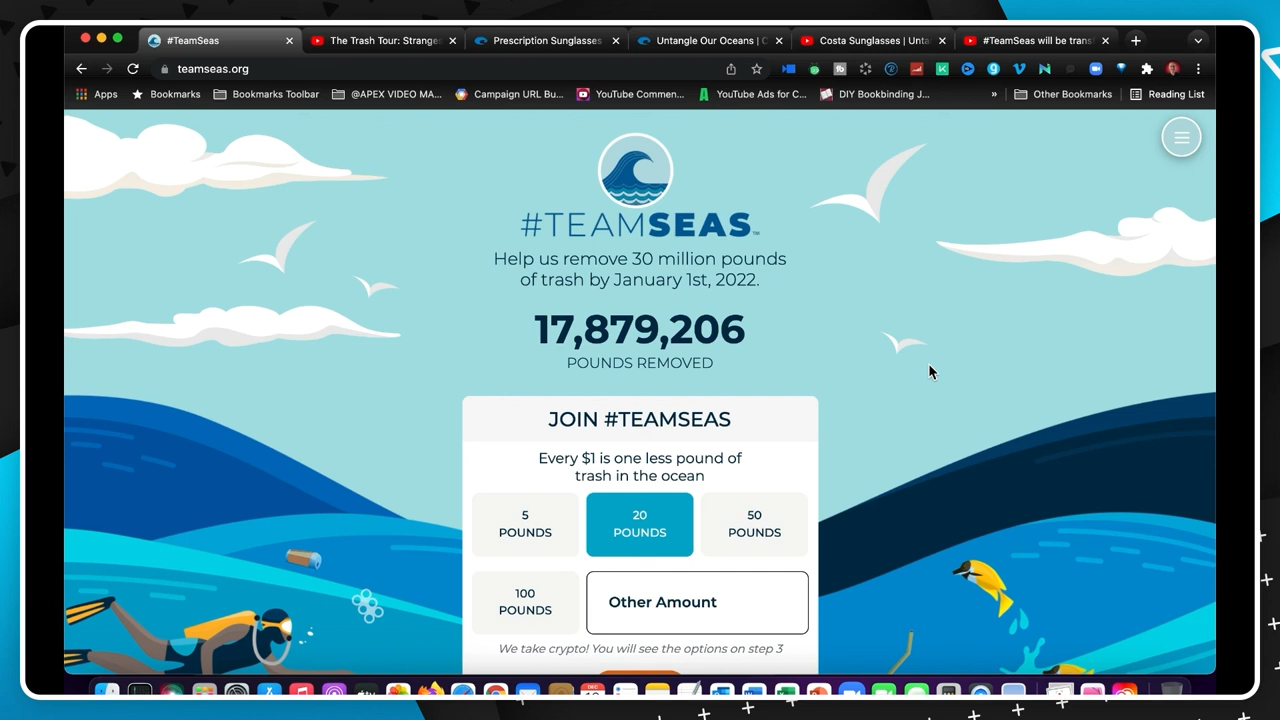 #TeamSeas
The Trash Tour: Stranges
Prescription Sunglasses
Untangle Our Oceans | C
Costa Sunglasses | Unta
#TeamSeas will be trans
teamseas.org
Apps
Bookmarks
Bookmarks Toolbar
@APEX VIDEO MA...
Campaign URL Bu...
YouTube Commen...
YouTube Ads for C...
DIY Bookbinding J...
»
Other Bookmarks
Reading List
#TEAMSEAS™
Help us remove 30 million pounds
of trash by January 1st, 2022.
17,879,206
POUNDS REMOVED
JOIN #TEAMSEAS
Every $1 is one less pound of
trash in the ocean
5
POUNDS
20
POUNDS
50
POUNDS
100
POUNDS
Other Amount
We take crypto! You will see the options on step 3